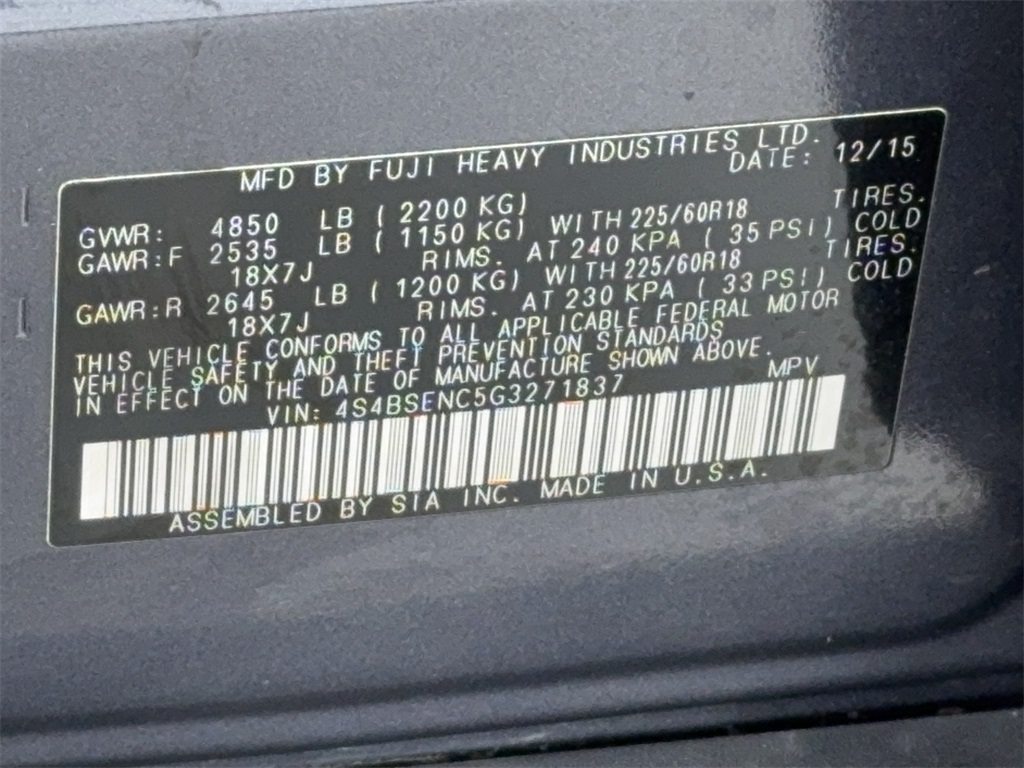 MFD BY FUJI HEAVY INDUSTRIES LTD.
DATE: 12/15
GVWR: 4850 LB ( 2200 KG)
GAWR:F 2535 LB ( 1150 KG) WITH 225/60R18 TIRES.
18X7J RIMS. AT 240 KPA ( 35 PSI) COLD
GAWR:R 2645 LB ( 1200 KG) WITH 225/60R18 TIRES.
18X7J RIMS. AT 230 KPA ( 33 PSI) COLD
THIS VEHICLE CONFORMS TO ALL APPLICABLE FEDERAL MOTOR
VEHICLE SAFETY AND THEFT PREVENTION STANDARDS
IN EFFECT ON THE DATE OF MANUFACTURE SHOWN ABOVE.
VIN: 4S4BSENC5G3271837 MPV
ASSEMBLED BY SIA INC. MADE IN U.S.A.